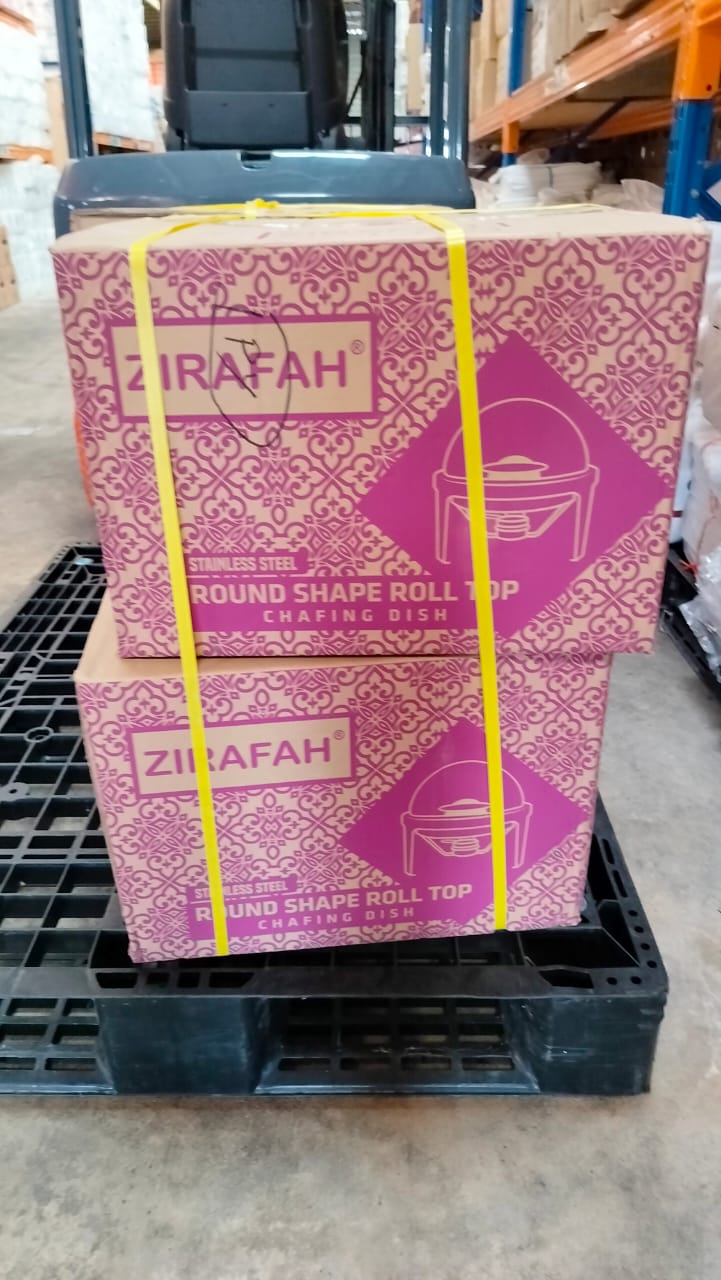 ZIRAFAH®
STAINLESS STEEL
ROUND SHAPE ROLL TOP
CHAFING DISH
ZIRAFAH®
STAINLESS STEEL
ROUND SHAPE ROLL TOP
CHAFING DISH